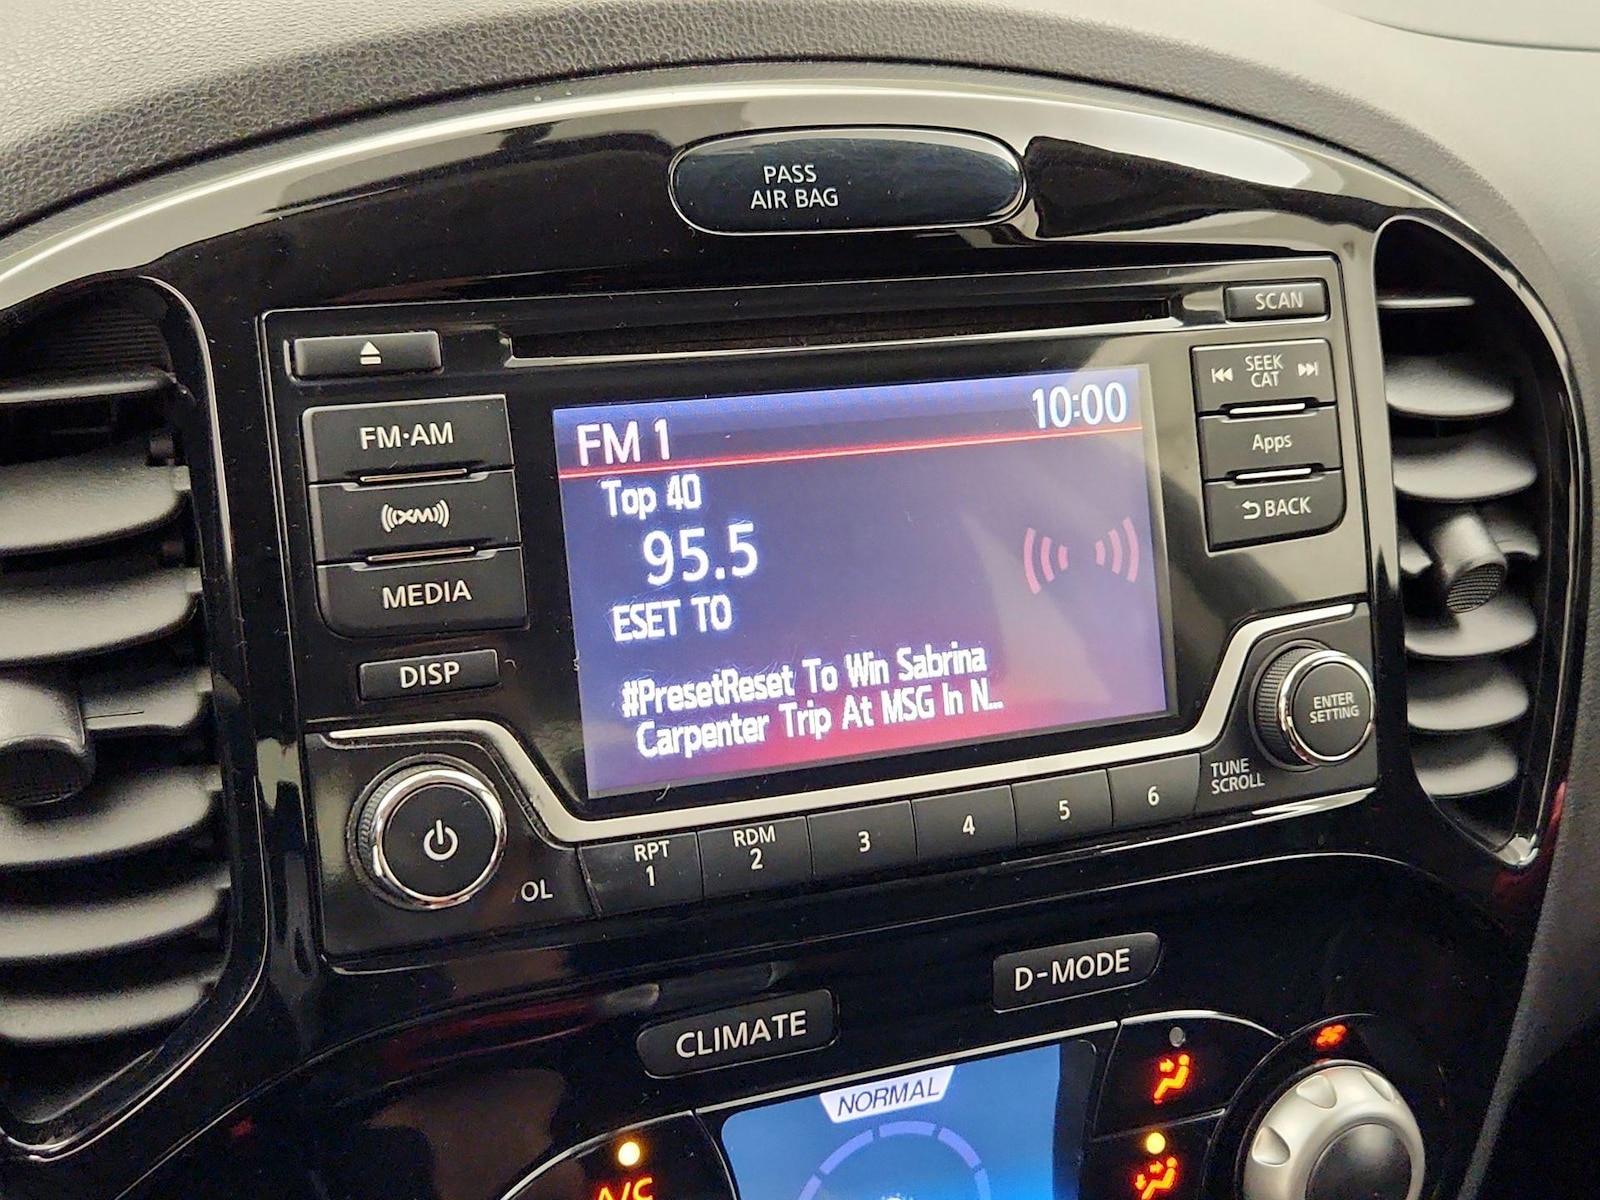 PASS
AIR BAG
SCAN
SEEK
CAT
FM·AM
FM 1
10:00
Apps
Top 40
(((XM)))
95.5
BACK
MEDIA
ESET TO
DISP
#PresetReset To Win Sabrina
Carpenter Trip At MSG In N...
ENTER
SETTING
TUNE
SCROLL
OL
RPT
1
RDM
2
3
4
5
6
D-MODE
CLIMATE
NORMAL
A/C